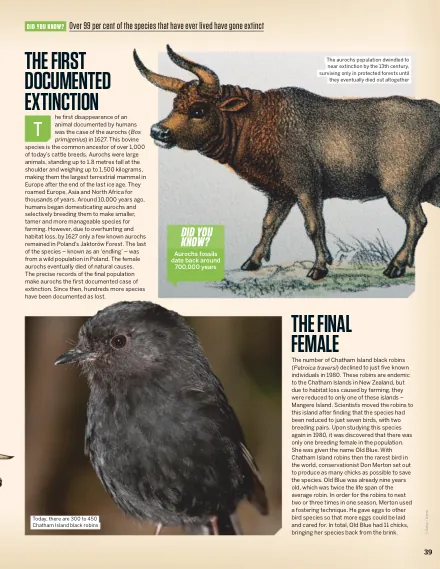 DID YOU KNOW? Over 99 per cent of the species that have ever lived have gone extinct
THE FIRST
DOCUMENTED
EXTINCTION
The first disappearance of an
animal documented by humans
was the case of the aurochs (Bos
primigenius) in 1627. This bovine
species is the common ancestor of over 1,000
of today's cattle breeds. Aurochs were large
animals, standing up to 1.8 metres tall at the
shoulder and weighing up to 1,500 kilograms,
making them the largest terrestrial mammal in
Europe after the end of the last ice age. They
roamed Europe, Asia and North Africa for
thousands of years. Around 10,000 years ago,
humans began domesticating aurochs and
selectively breeding them to make smaller,
tamer and more manageable species for
farming. However, due to overhunting and
habitat loss, by 1627 only a few known aurochs
remained in Poland's Jaktorów Forest. The last
of the species – known as an 'endling' – was
from a wild population in Poland. The female
aurochs eventually died of natural causes.
The precise records of the final population
make aurochs the first documented case of
extinction. Since then, hundreds more species
have been documented as lost.
The aurochs population dwindled to
near extinction by the 13th century,
surviving only in protected forests until
they eventually died out altogether
DID YOU
KNOW?
Aurochs fossils
date back around
700,000 years
Today, there are 300 to 450
Chatham Island black robins
THE FINAL
FEMALE
The number of Chatham Island black robins
(Petroica traversi) declined to just five known
individuals in 1980. These robins are endemic
to the Chatham Islands in New Zealand, but
due to habitat loss caused by farming, they
were reduced to only one of these islands –
Mangere Island. Scientists moved the robins to
this island after finding that the species had
been reduced to just seven birds, with two
breeding pairs. Upon studying this species
again in 1980, it was discovered that there was
only one breeding female in the population.
She was given the name Old Blue. With
Chatham Island robins then the rarest bird in
the world, conservationist Don Merton set out
to produce as many chicks as possible to save
the species. Old Blue was already nine years
old, which was twice the life span of the
average robin. In order for the robins to nest
two or three times in one season, Merton used
a fostering technique. He gave eggs to other
bird species so that more eggs could be laid
and cared for. In total, Old Blue had 11 chicks,
bringing her species back from the brink.
39